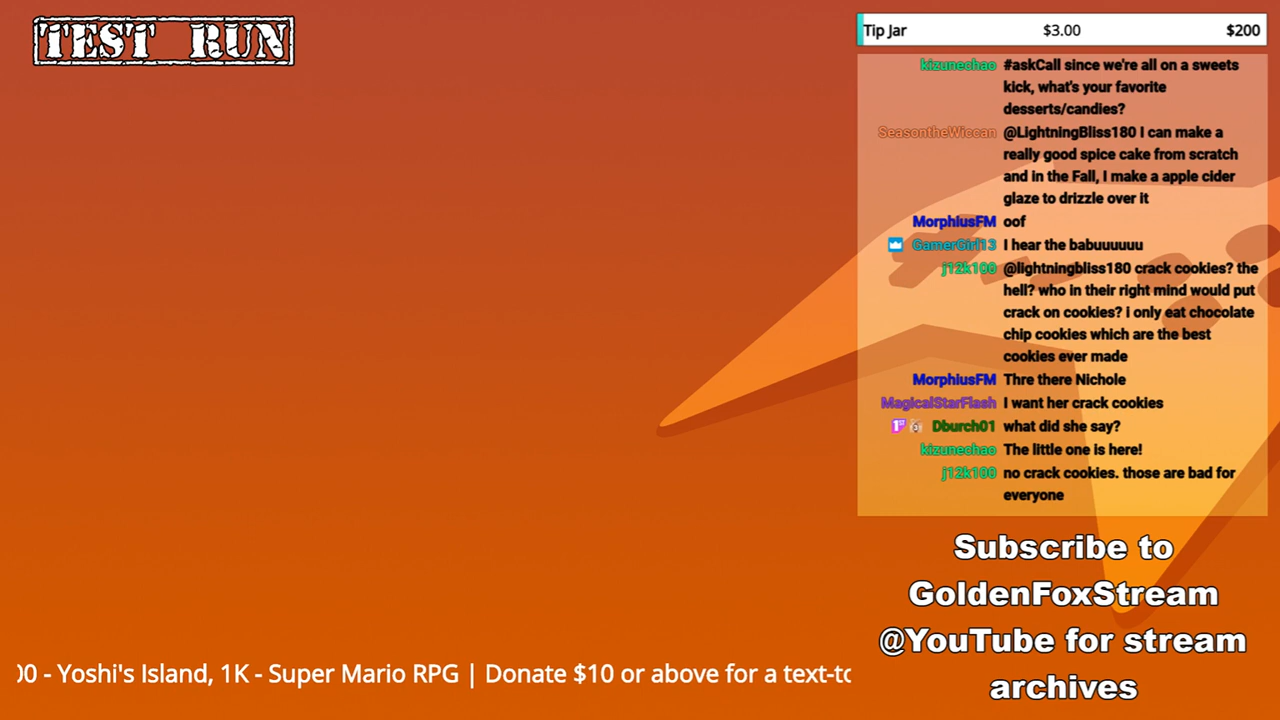 TEST RUN
Tip Jar $3.00 $200
kizunechao #askCall since we're all on a sweets
kick, what's your favorite
desserts/candies?
SeasontheWiccan @LightningBliss180 I can make a
really good spice cake from scratch
and in the Fall, I make a apple cider
glaze to drizzle over it
MorphiusFM oof
GamerGirl13 I hear the babuuuuuu
j12k100 @lightningbliss180 crack cookies? the
hell? who in their right mind would put
crack on cookies? i only eat chocolate
chip cookies which are the best
cookies ever made
MorphiusFM Thre there Nichole
MagicalStarFlash I want her crack cookies
1st Dburch01 what did she say?
kizunechao The little one is here!
j12k100 no crack cookies. those are bad for
everyone
Subscribe to
GoldenFoxStream
@YouTube for stream
archives
00 - Yoshi's Island, 1K - Super Mario RPG | Donate $10 or above for a text-to